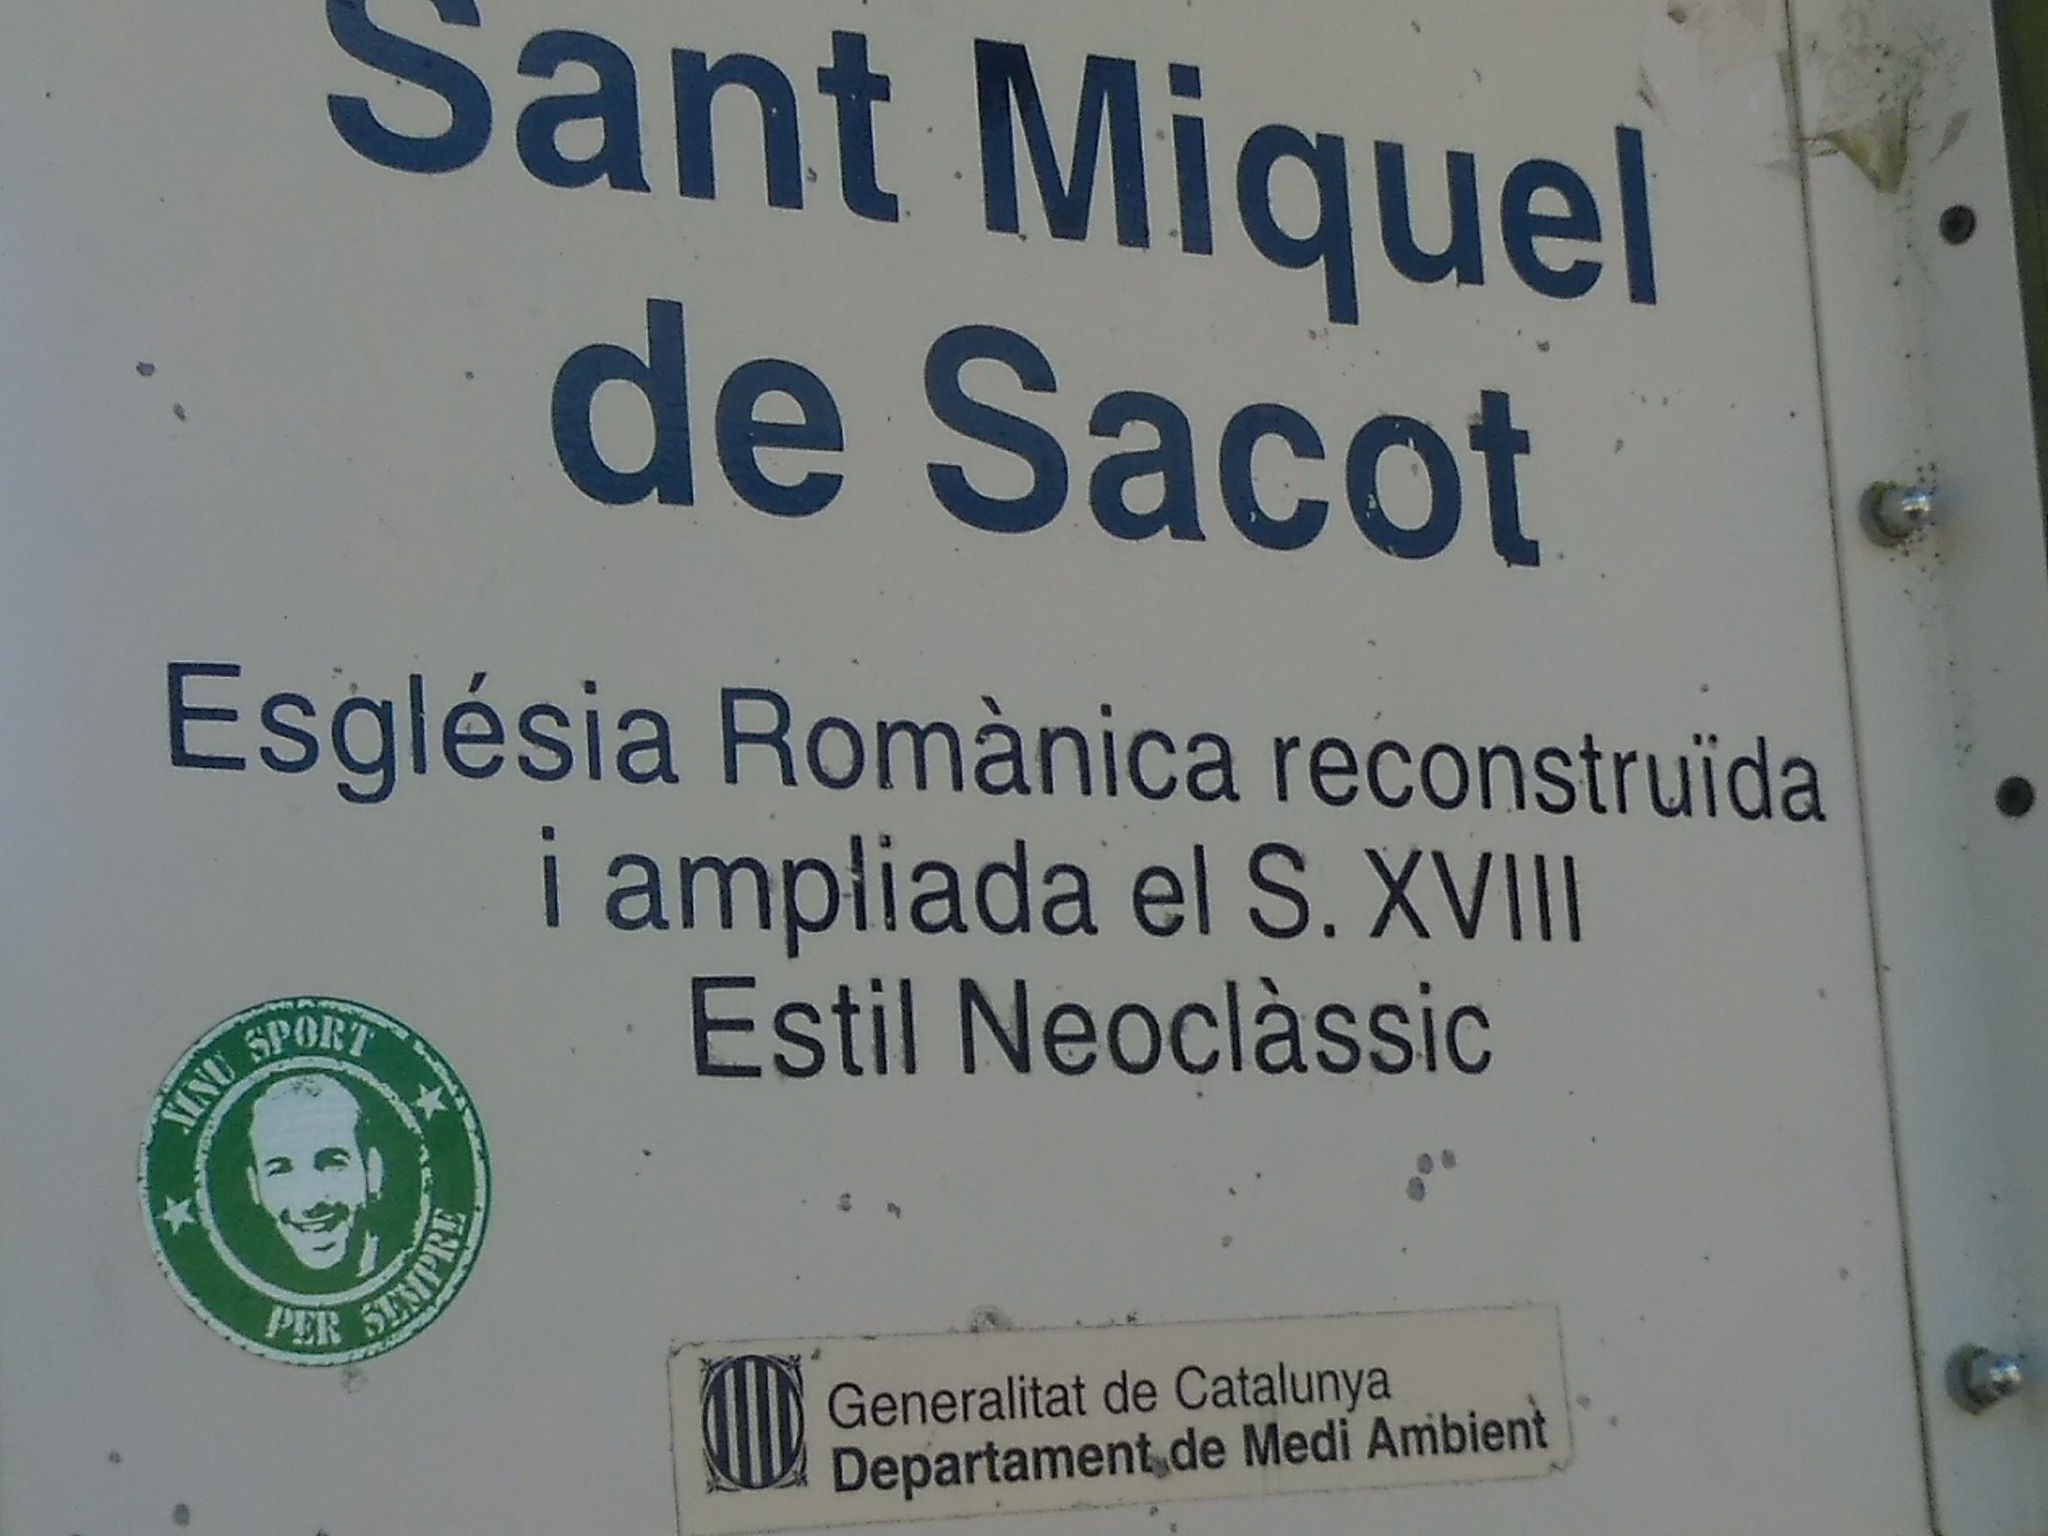 Sant Miquel
de Sacot
Església Romànica reconstruïda
i ampliada el S. XVIII
Estil Neoclàssic
SPORT
PER SEMPRE
Generalitat de Catalunya
Departament de Medi Ambient